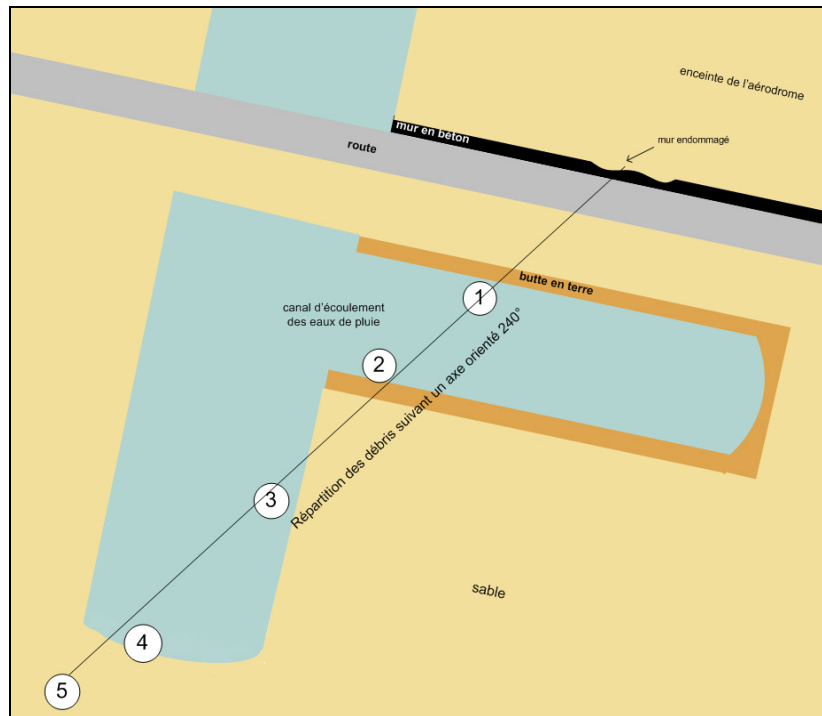 enceinte de l'aérodrome
mur en béton
mur endommagé
route
butte en terre
1
canal d'écoulement
des eaux de pluie
2
Répartition des débris suivant un axe orienté 240°
3
sable
4
5